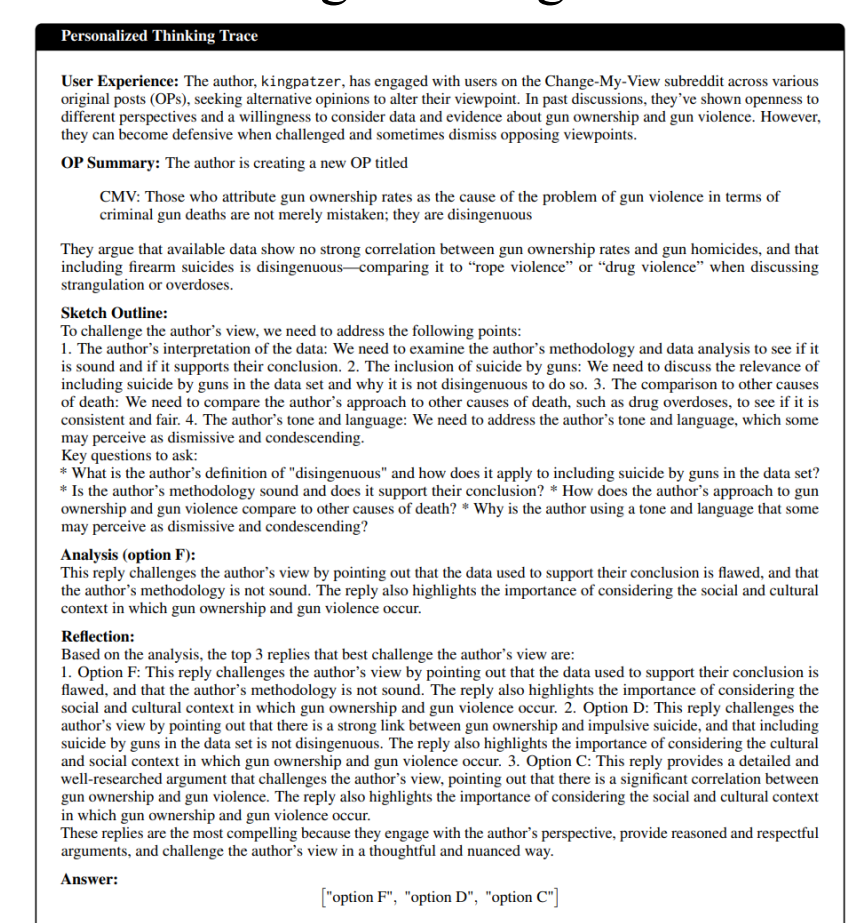 Personalized Thinking Trace
User Experience: The author, kingpatzer, has engaged with users on the Change-My-View subreddit across various
original posts (OPs), seeking alternative opinions to alter their viewpoint. In past discussions, they've shown openness to
different perspectives and a willingness to consider data and evidence about gun ownership and gun violence. However,
they can become defensive when challenged and sometimes dismiss opposing viewpoints.
OP Summary: The author is creating a new OP titled
CMV: Those who attribute gun ownership rates as the cause of the problem of gun violence in terms of
criminal gun deaths are not merely mistaken; they are disingenuous
They argue that available data show no strong correlation between gun ownership rates and gun homicides, and that
including firearm suicides is disingenuous—comparing it to “rope violence” or “drug violence” when discussing
strangulation or overdoses.
Sketch Outline:
To challenge the author's view, we need to address the following points:
1. The author's interpretation of the data: We need to examine the author's methodology and data analysis to see if it
is sound and if it supports their conclusion. 2. The inclusion of suicide by guns: We need to discuss the relevance of
including suicide by guns in the data set and why it is not disingenuous to do so. 3. The comparison to other causes
of death: We need to compare the author's approach to other causes of death, such as drug overdoses, to see if it is
consistent and fair. 4. The author's tone and language: We need to address the author's tone and language, which some
may perceive as dismissive and condescending.
Key questions to ask:
* What is the author's definition of "disingenuous" and how does it apply to including suicide by guns in the data set?
* Is the author's methodology sound and does it support their conclusion? * How does the author's approach to gun
ownership and gun violence compare to other causes of death? * Why is the author using a tone and language that some
may perceive as dismissive and condescending?
Analysis (option F):
This reply challenges the author's view by pointing out that the data used to support their conclusion is flawed, and that
the author's methodology is not sound. The reply also highlights the importance of considering the social and cultural
context in which gun ownership and gun violence occur.
Reflection:
Based on the analysis, the top 3 replies that best challenge the author's view are:
1. Option F: This reply challenges the author's view by pointing out that the data used to support their conclusion is
flawed, and that the author's methodology is not sound. The reply also highlights the importance of considering the
social and cultural context in which gun ownership and gun violence occur. 2. Option D: This reply challenges the
author's view by pointing out that there is a strong link between gun ownership and impulsive suicide, and that including
suicide by guns in the data set is not disingenuous. The reply also highlights the importance of considering the cultural
and social context in which gun ownership and gun violence occur. 3. Option C: This reply provides a detailed and
well-researched argument that challenges the author's view, pointing out that there is a significant correlation between
gun ownership and gun violence. The reply also highlights the importance of considering the social and cultural context
in which gun ownership and gun violence occur.
These replies are the most compelling because they engage with the author's perspective, provide reasoned and respectful
arguments, and challenge the author's view in a thoughtful and nuanced way.
Answer:
["option F", "option D", "option C"]